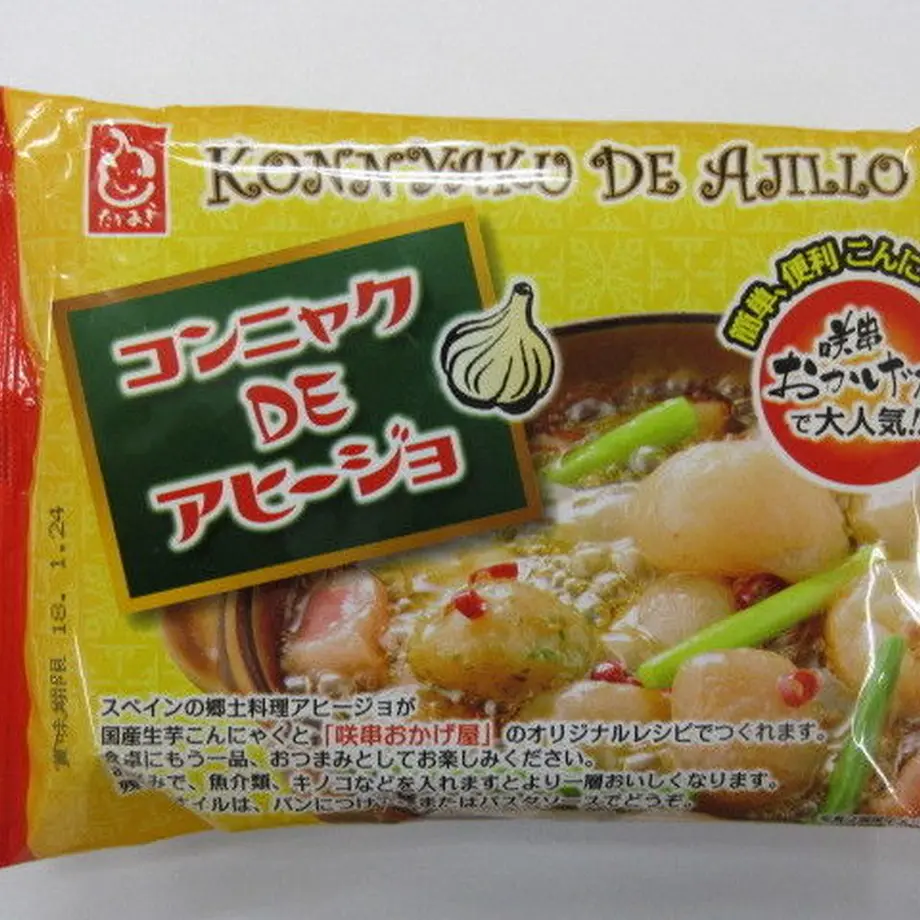 たかまさ
KONNYAKU DE AJILLO
簡単、便利 こんに
咲串
おかげ
で大人気!!
コンニャク
DE
アヒージョ
賞味期限 18. 1.24
スペインの郷土料理アヒージョが
国産生芋こんにゃくと「咲串おかげ屋」のオリジナルレシピでつくれます。
食卓にもう一品、おつまみとしてお楽しみください。
みで、魚介類、キノコなどを入れますとより一層おいしくなります。
オイルは、パンにつけ またはパスタソースでどうぞ。